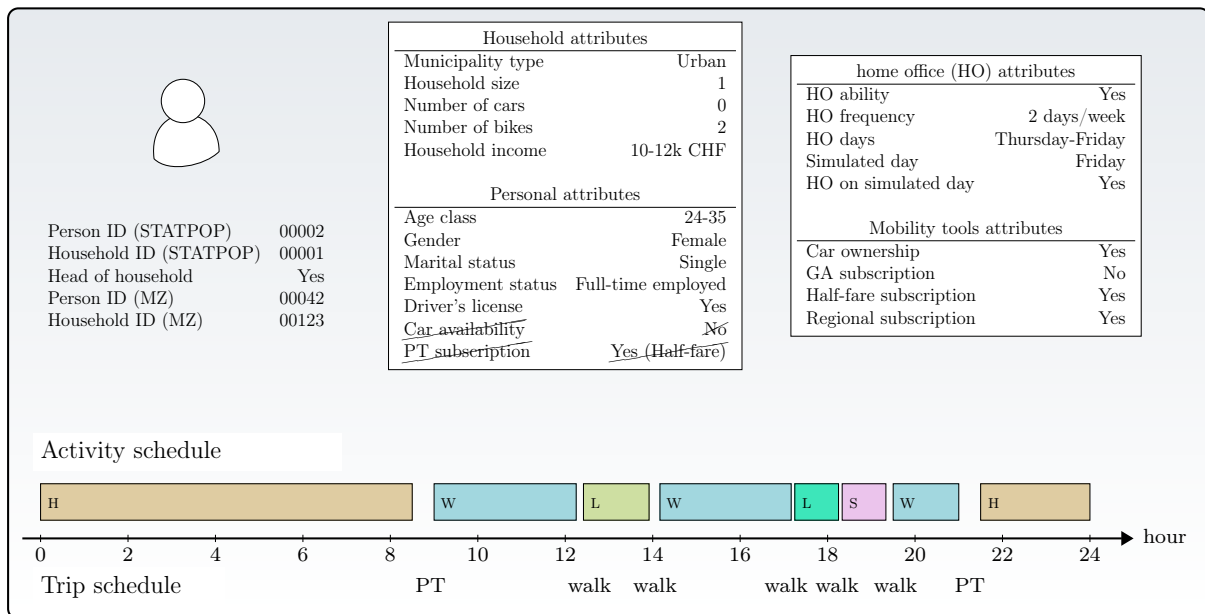 Person ID (STATPOP) 00002
Household ID (STATPOP) 00001
Head of household Yes
Person ID (MZ) 00042
Household ID (MZ) 00123
Household attributes
Municipality type Urban
Household size 1
Number of cars 0
Number of bikes 2
Household income 10-12k CHF
Personal attributes
Age class 24-35
Gender Female
Marital status Single
Employment status Full-time employed
Driver's license Yes
Car availability No
PT subscription Yes (Half-fare)
home office (HO) attributes
HO ability Yes
HO frequency 2 days/week
HO days Thursday-Friday
Simulated day Friday
HO on simulated day Yes
Mobility tools attributes
Car ownership Yes
GA subscription No
Half-fare subscription Yes
Regional subscription Yes
Activity schedule
H W L W L S W H
0 2 4 6 8 10 12 14 16 18 20 22 24 hour
Trip schedule PT walk walk walk walk walk PT